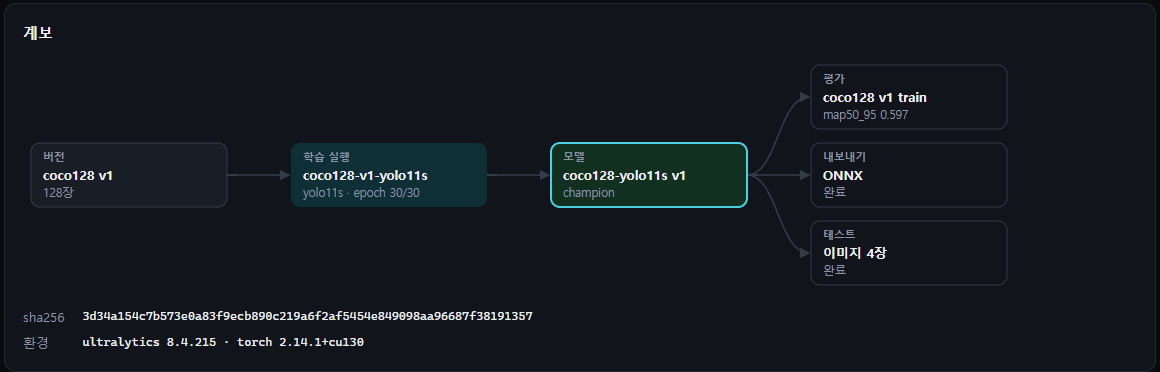 계보
버전
coco128 v1
128장
학습 실행
coco128-v1-yolo11s
yolo11s · epoch 30/30
모델
coco128-yolo11s v1
champion
평가
coco128 v1 train
map50_95 0.597
내보내기
ONNX
완료
테스트
이미지 4장
완료
sha256 3d34a154c7b573e0a83f9ecb890c219a6f2af5454e849098aa96687f38191357
환경 ultralytics 8.4.215 · torch 2.14.1+cu130